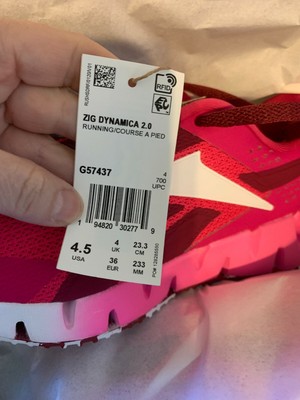 RFID
ZIG DYNAMICA 2.0
RUNNING/COURSE A PIED
G57437
4
700
UPC
1 94820 30277 9
4.5 4 23.3
USA UK CM
36 233
EUR MM